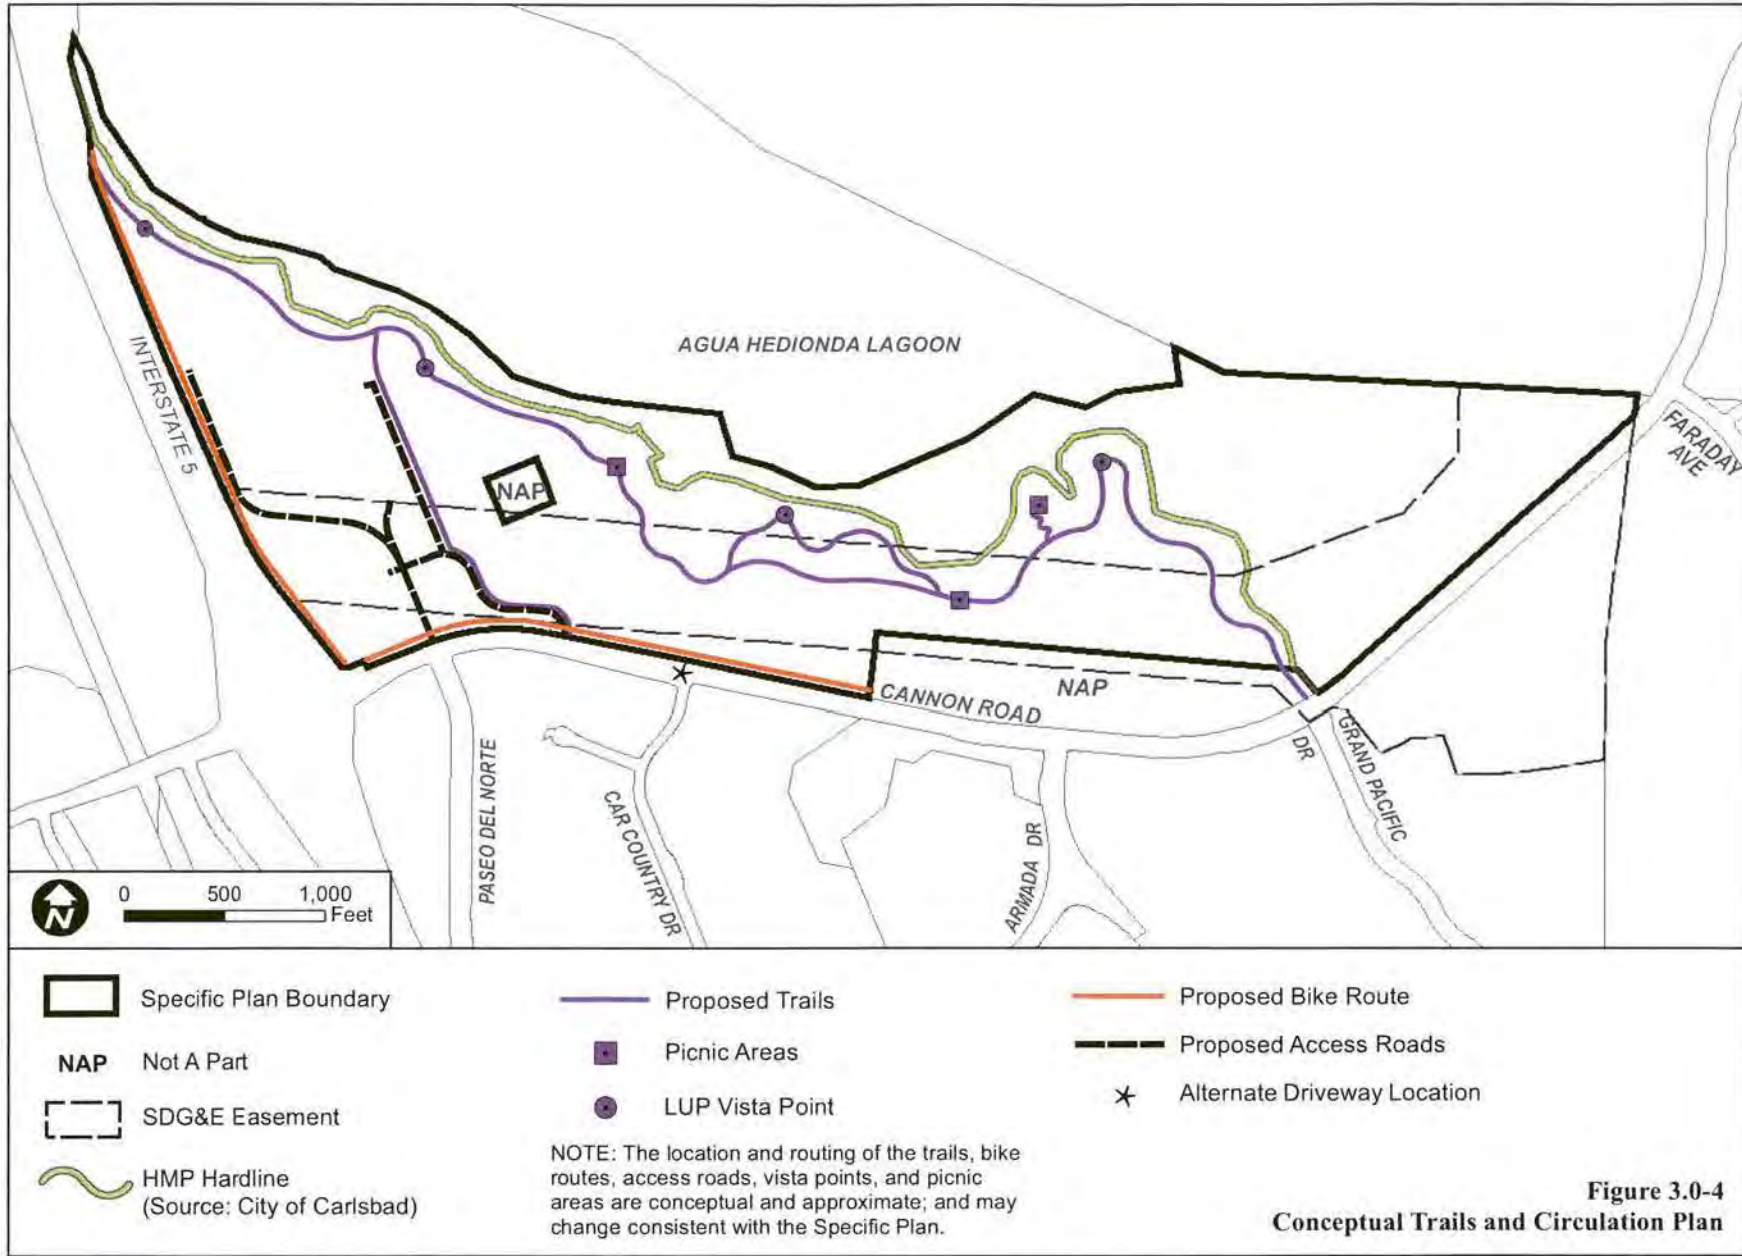 AGUA HEDIONDA LAGOON
INTERSTATE 5
FARADAY
AVE
NAP
NAP
CANNON ROAD
PASEO DEL NORTE
CAR COUNTRY DR
ARMADA DR
GRAND PACIFIC
DR
N
0 500 1,000
Feet
Specific Plan Boundary
NAP Not A Part
SDG&E Easement
HMP Hardline
(Source: City of Carlsbad)
Proposed Trails
Picnic Areas
LUP Vista Point
NOTE: The location and routing of the trails, bike
routes, access roads, vista points, and picnic
areas are conceptual and approximate; and may
change consistent with the Specific Plan.
Proposed Bike Route
Proposed Access Roads
Alternate Driveway Location
Figure 3.0-4
Conceptual Trails and Circulation Plan